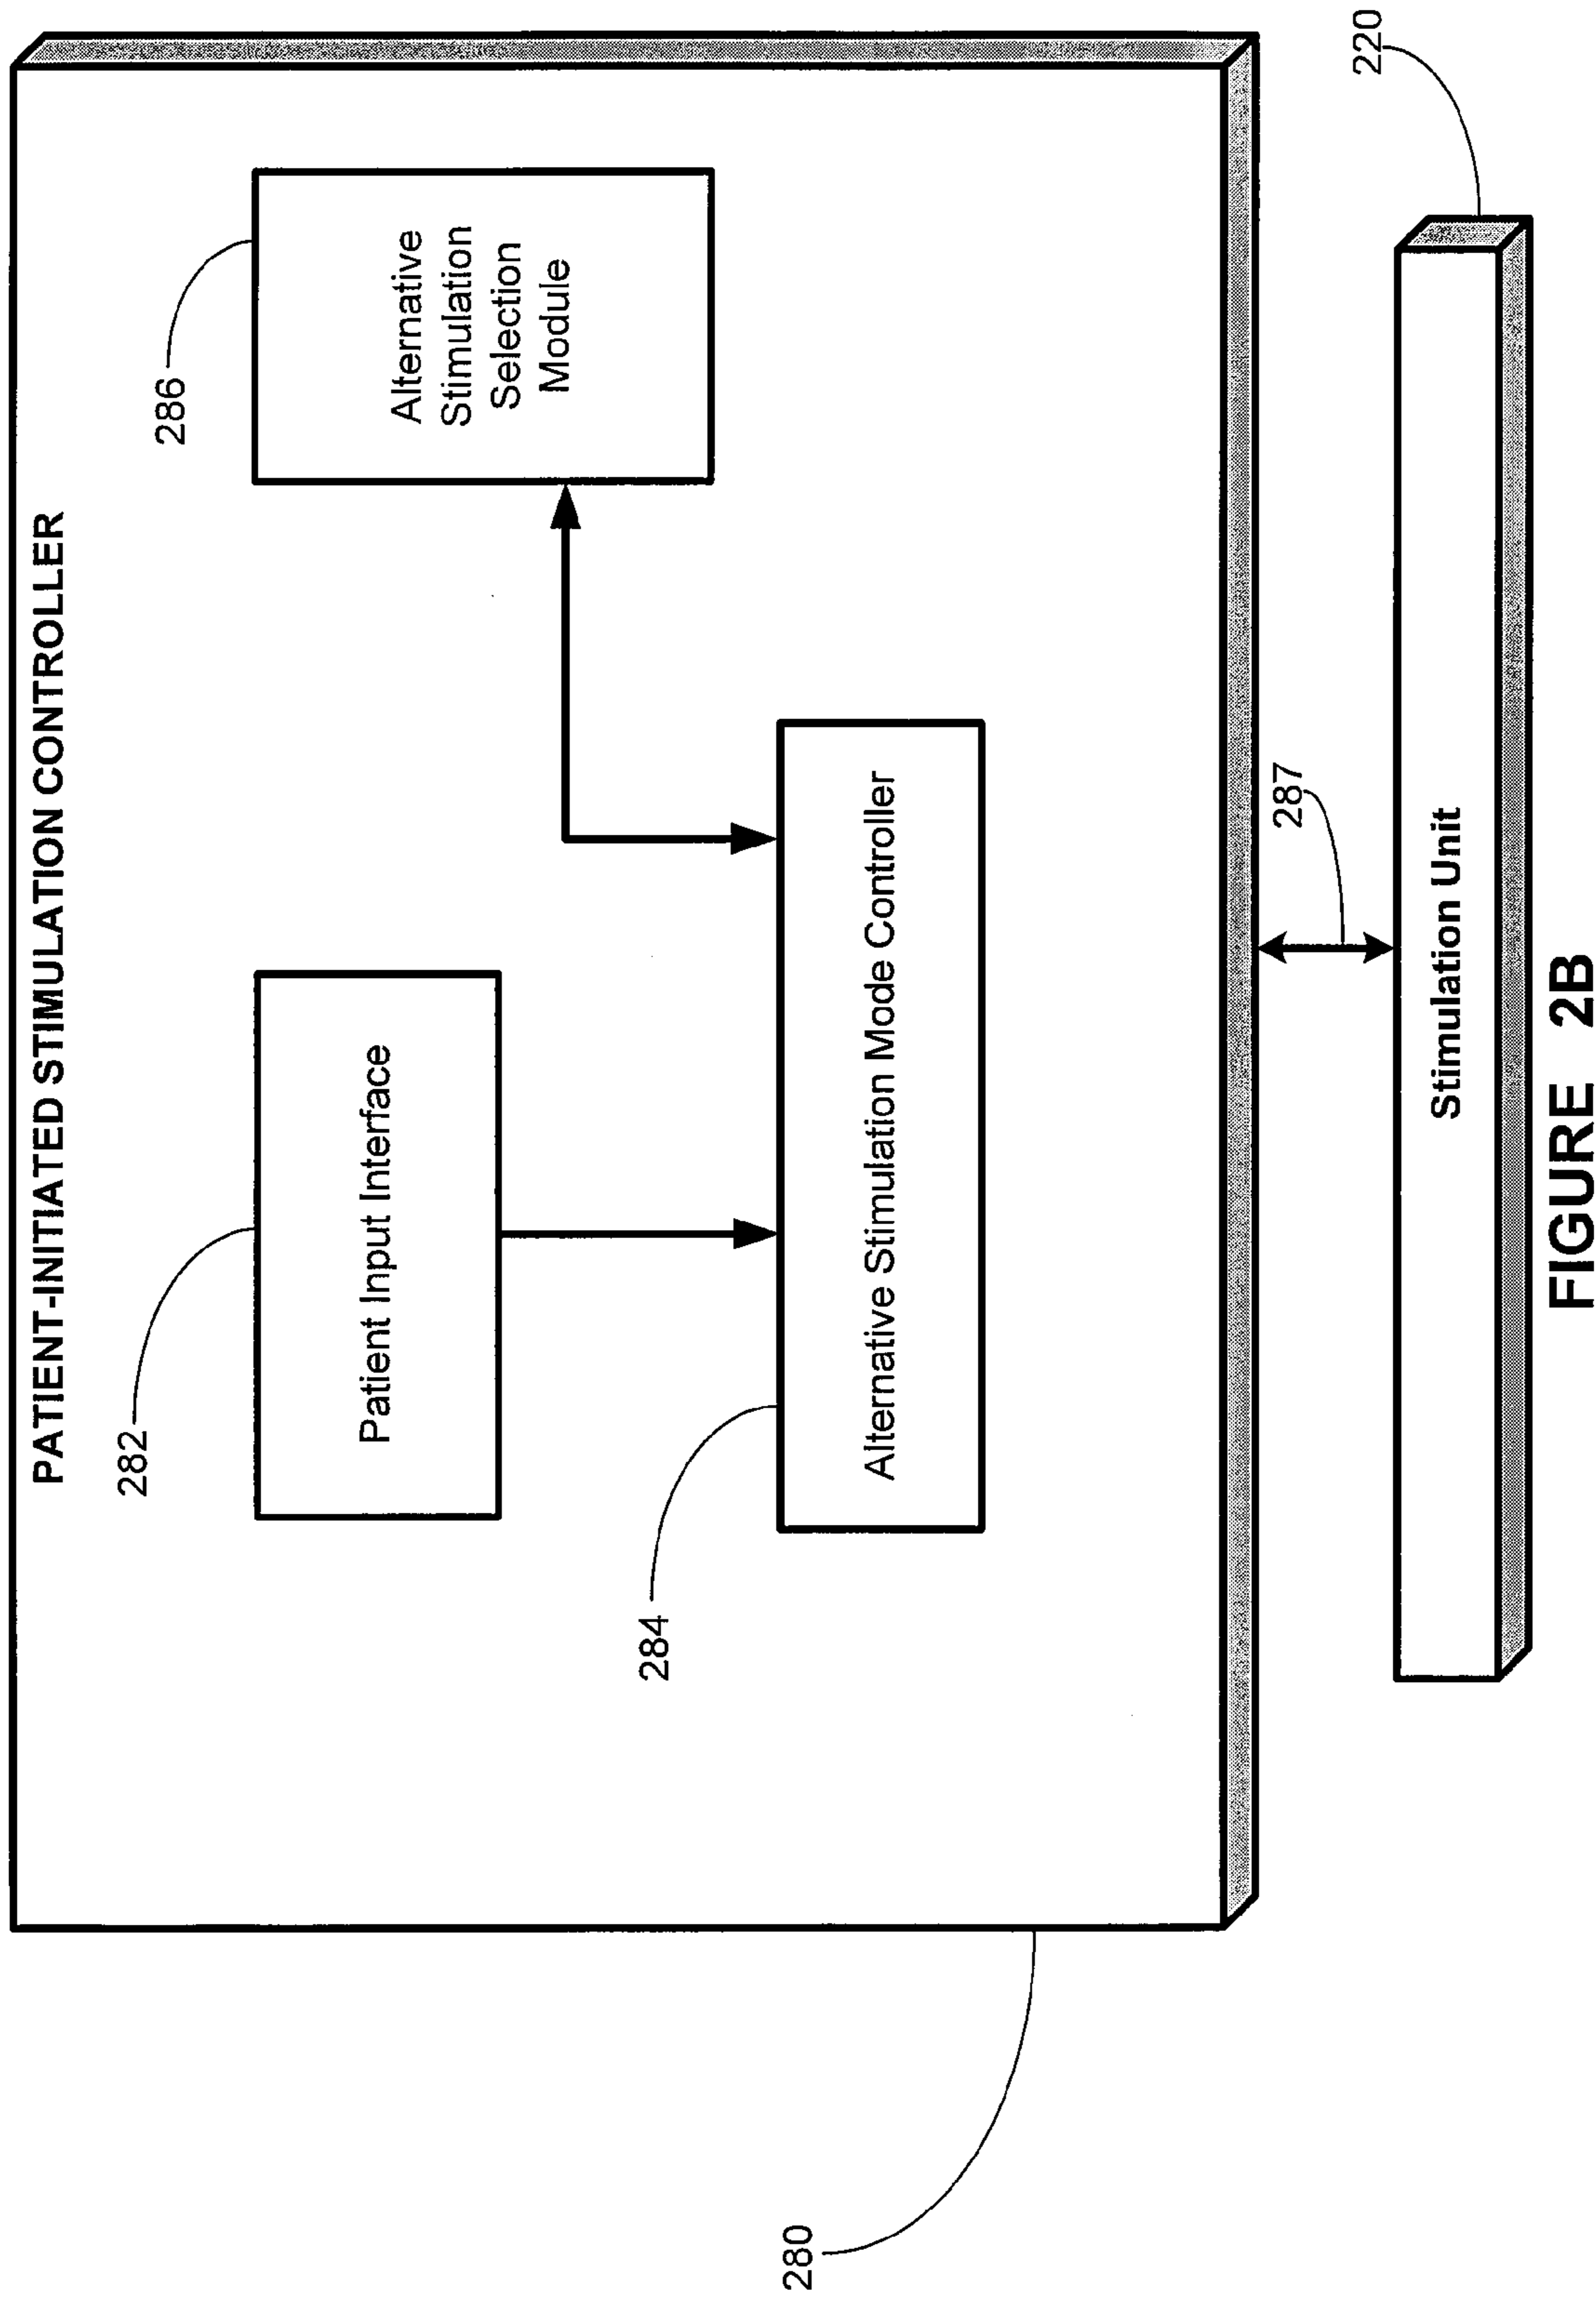 PATIENT-INITIATED STIMULATION CONTROLLER
282
286
Patient Input Interface
Alternative
Stimulation
Selection
Module
284
280
Alternative Stimulation Mode Controller
287
220
Stimulation Unit
FIGURE 2B